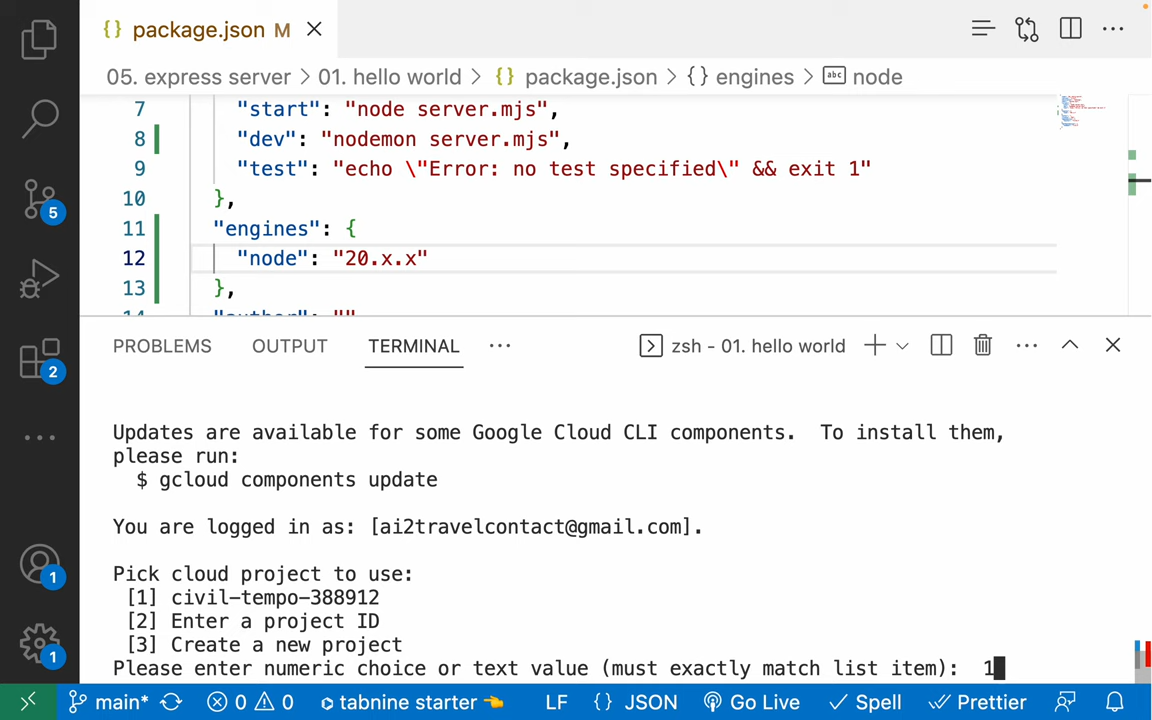 {} package.json M
05. express server > 01. hello world > {} package.json > {} engines > abc node
7 "start": "node server.mjs",
8 "dev": "nodemon server.mjs",
9 "test": "echo \"Error: no test specified\" && exit 1"
10 },
11 "engines": {
12 "node": "20.x.x"
13 },
14 "author": ""
5
2
1
1
PROBLEMS OUTPUT TERMINAL ··· zsh - 01. hello world
Updates are available for some Google Cloud CLI components.  To install them,
please run:
$ gcloud components update
You are logged in as: [ai2travelcontact@gmail.com].
Pick cloud project to use:
[1] civil-tempo-388912
[2] Enter a project ID
[3] Create a new project
Please enter numeric choice or text value (must exactly match list item):  1
main* 0 0 tabnine starter 👈 LF {} JSON Go Live Spell Prettier